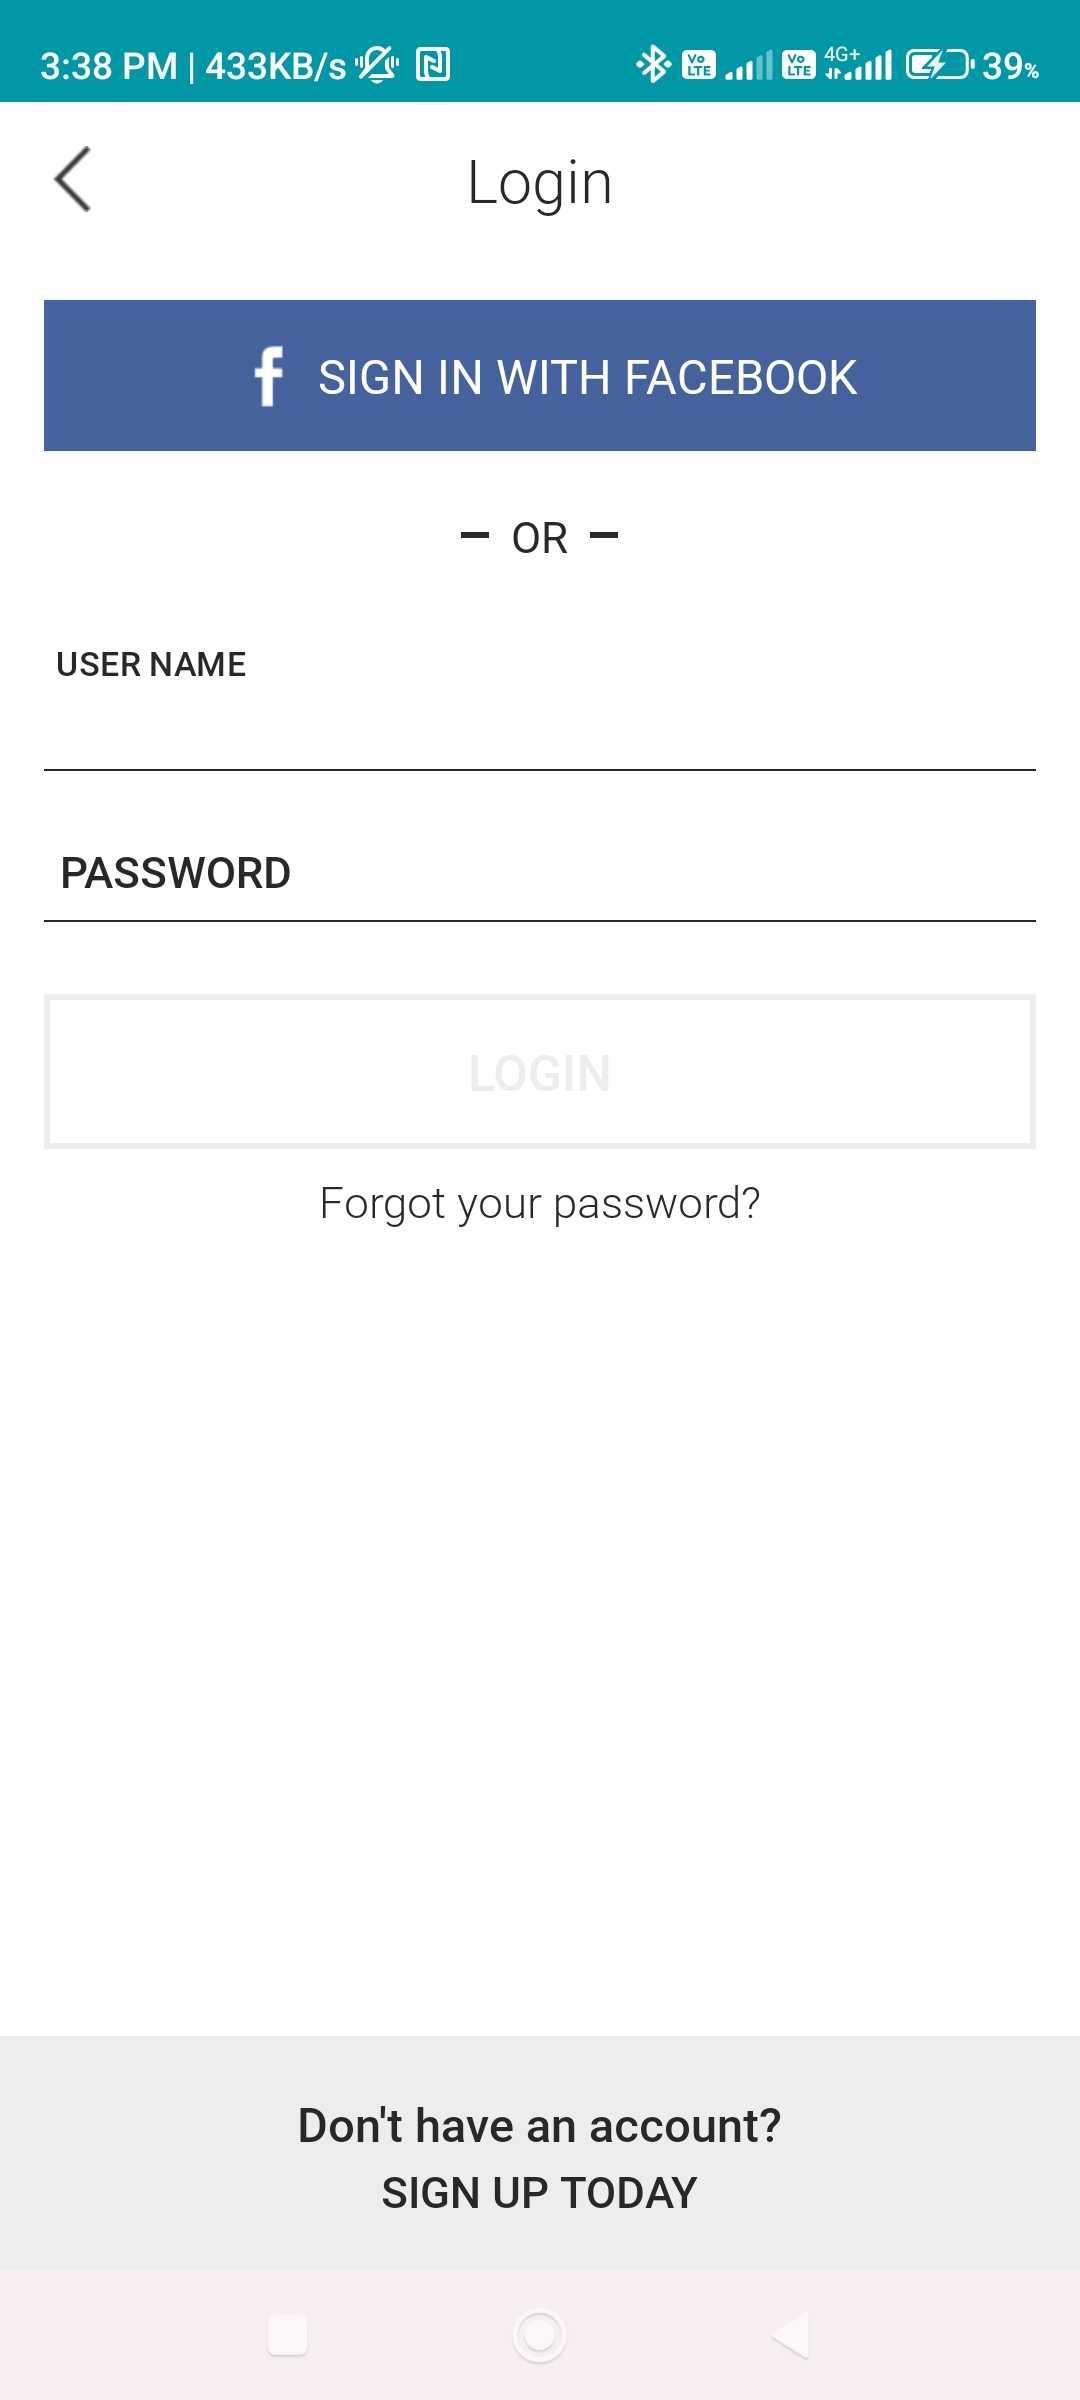 3:38 PM | 433KB/s Vo LTE Vo LTE 4G+ 39%
Login
f SIGN IN WITH FACEBOOK
– OR –
USER NAME
PASSWORD
LOGIN
Forgot your password?
Don't have an account?
SIGN UP TODAY